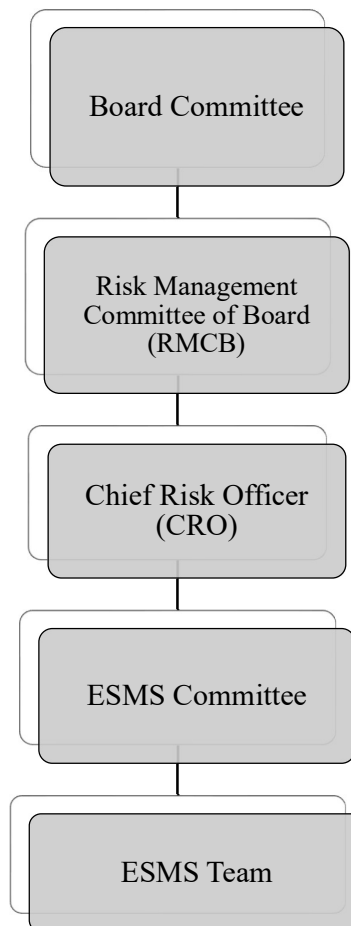 Board Committee
Risk Management
Committee of Board
(RMCB)
Chief Risk Officer
(CRO)
ESMS Committee
ESMS Team